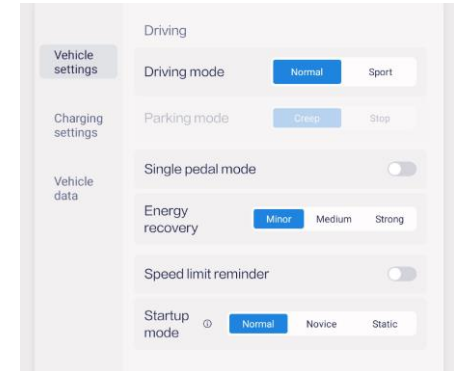 Driving
Vehicle
settings
Driving mode
Normal
Sport
Charging
settings
Parking mode
Creep
Stop
Vehicle
data
Single pedal mode
Energy
recovery
Minor
Medium
Strong
Speed limit reminder
Startup
mode
Normal
Novice
Static